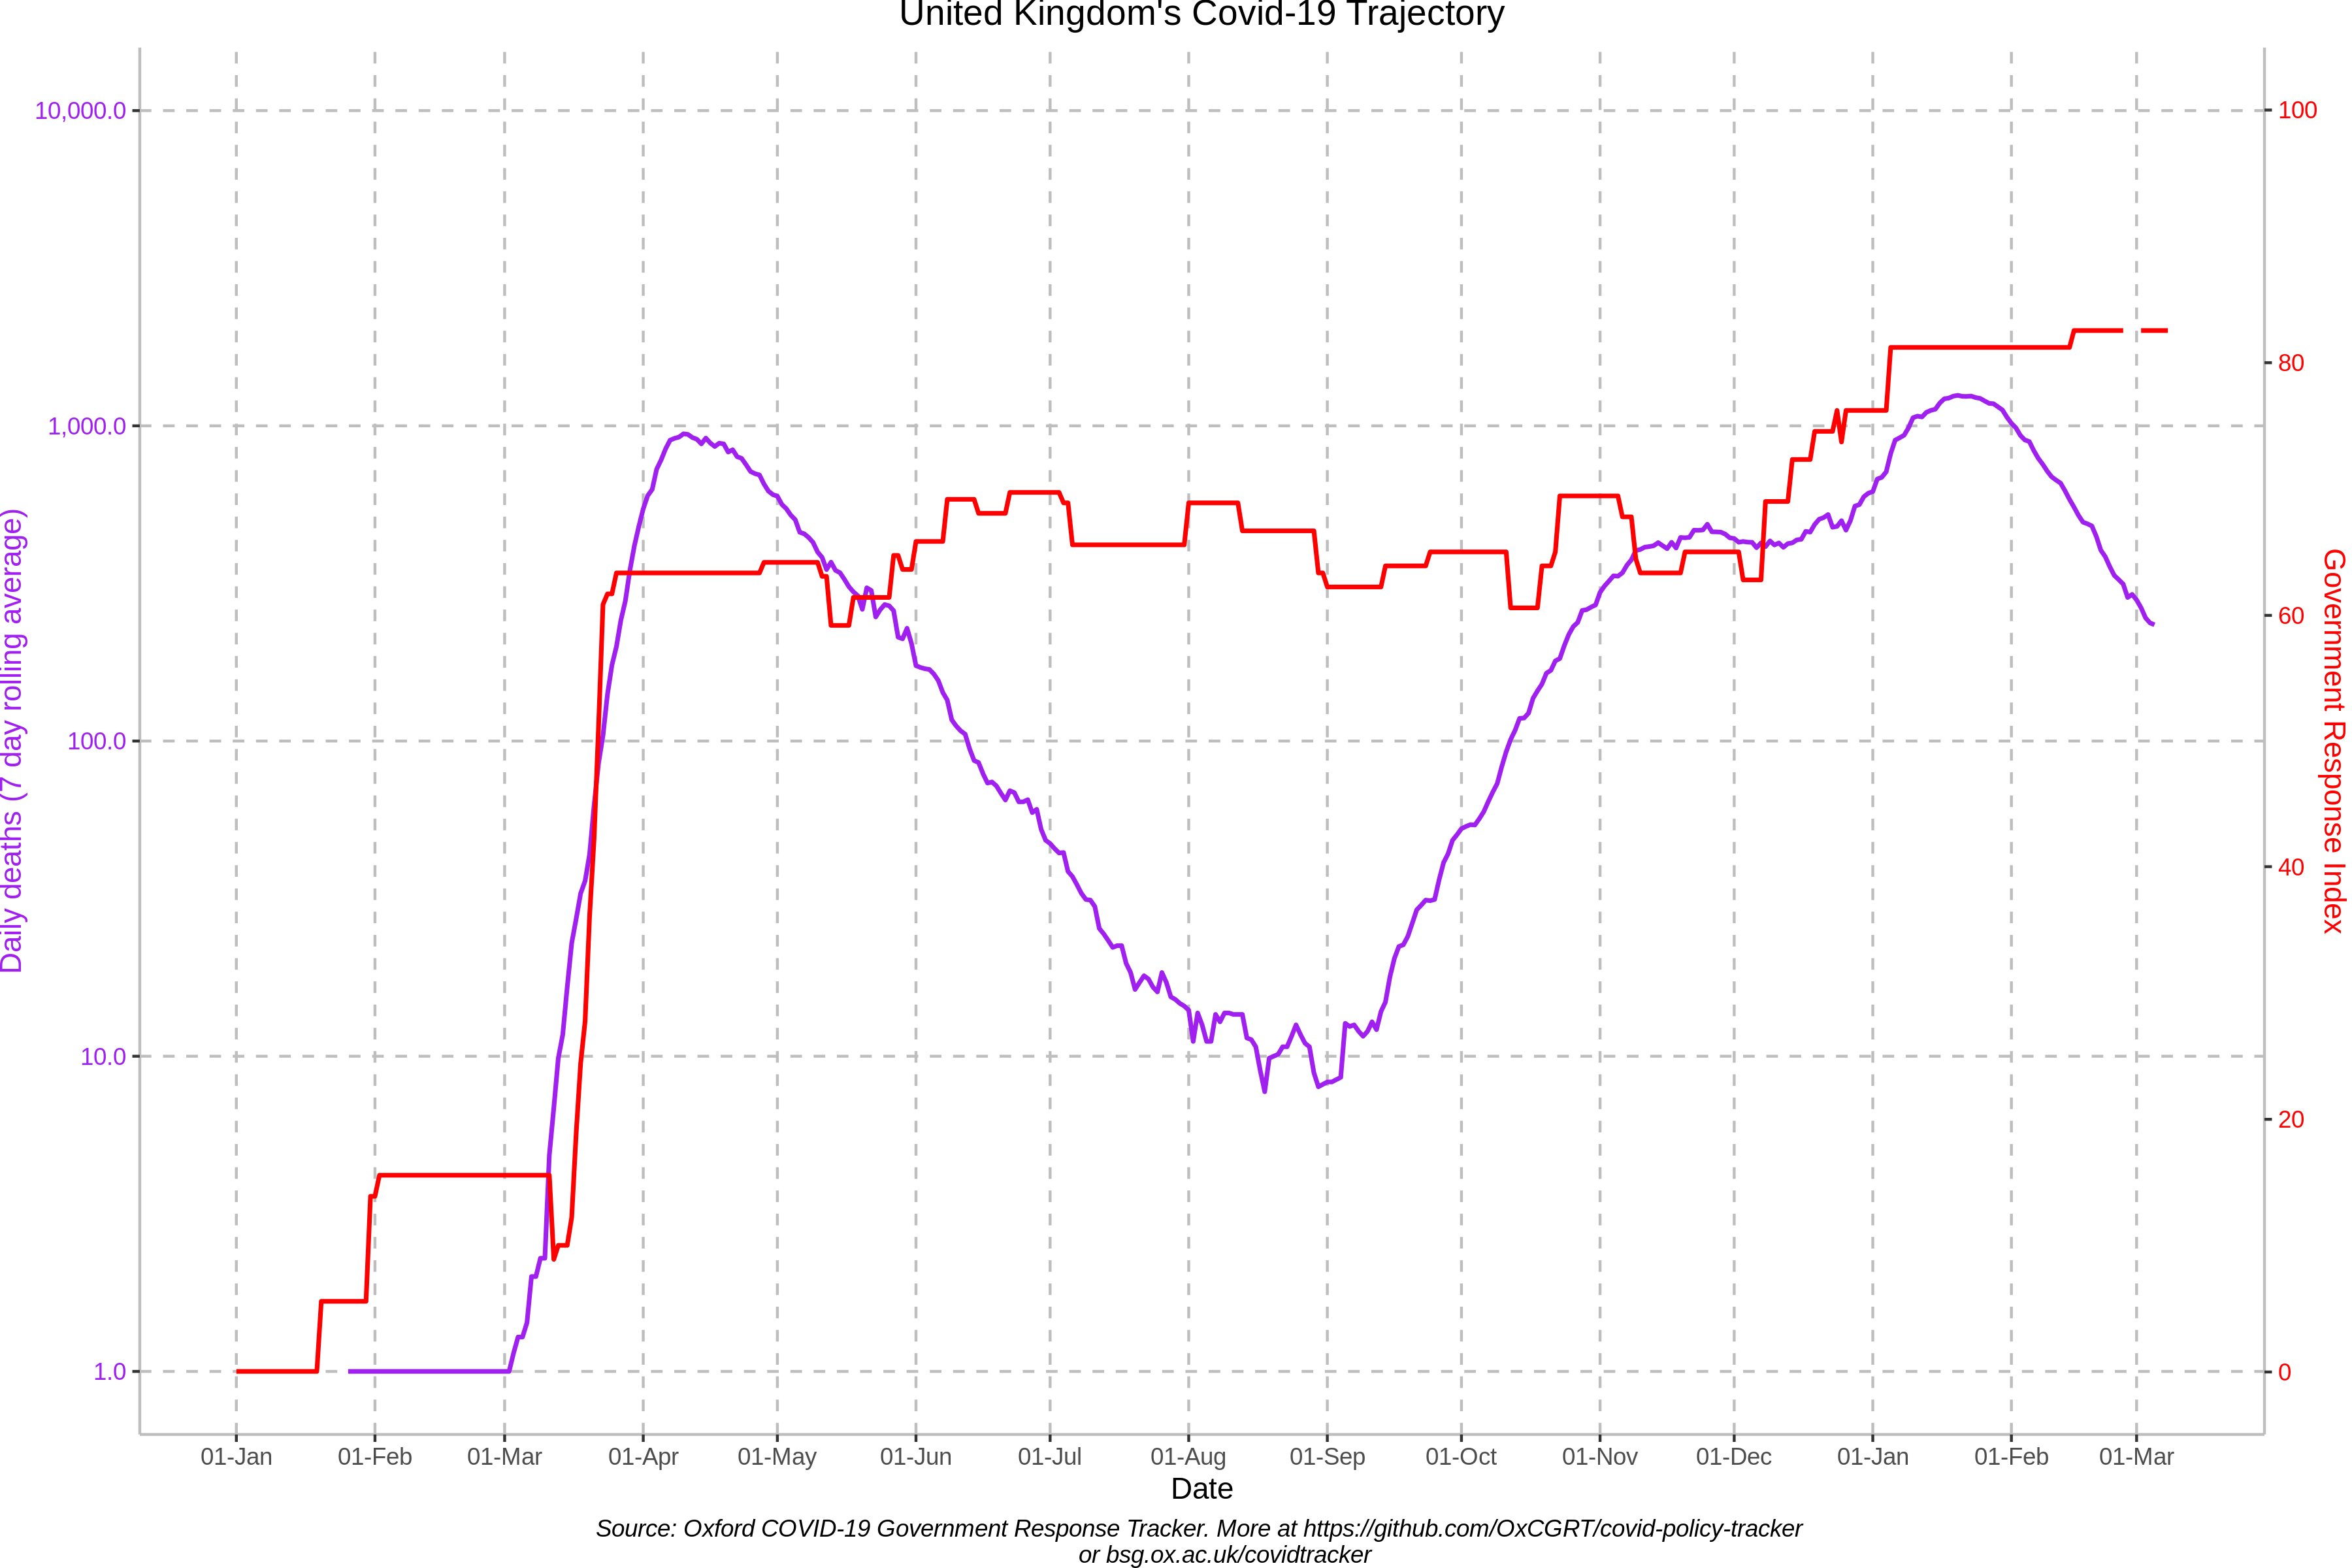 United Kingdom's Covid-19 Trajectory
10,000.0
1,000.0
100.0
10.0
1.0
Daily deaths (7 day rolling average)
100
80
60
40
20
0
Government Response Index
01-Jan 01-Feb 01-Mar 01-Apr 01-May 01-Jun 01-Jul 01-Aug 01-Sep 01-Oct 01-Nov 01-Dec 01-Jan 01-Feb 01-Mar
Date
Source: Oxford COVID-19 Government Response Tracker. More at https://github.com/OxCGRT/covid-policy-tracker
or bsg.ox.ac.uk/covidtracker